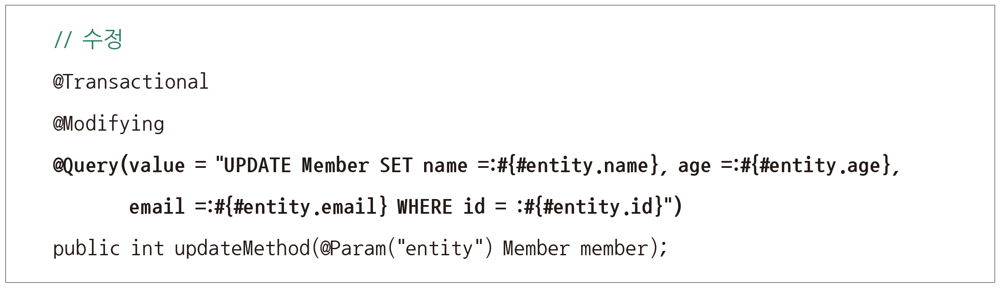 // 수정
@Transactional
@Modifying
@Query(value = "UPDATE Member SET name =:#{#entity.name}, age =:#{#entity.age},
email =:#{#entity.email} WHERE id = :#{#entity.id}")
public int updateMethod(@Param("entity") Member member);